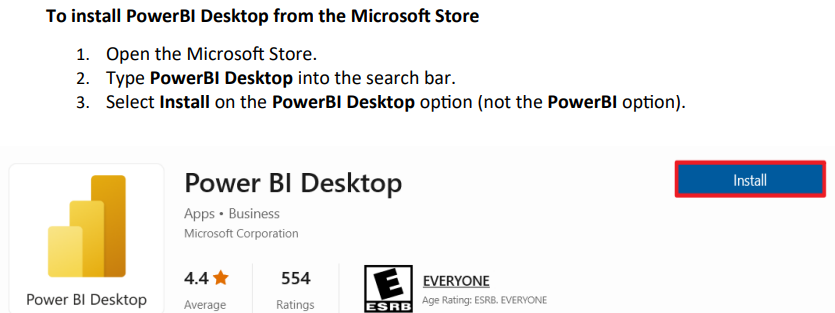 To install PowerBI Desktop from the Microsoft Store
1. Open the Microsoft Store.
2. Type PowerBI Desktop into the search bar.
3. Select Install on the PowerBI Desktop option (not the PowerBI option).
Power BI Desktop
Install
Apps • Business
Microsoft Corporation
4.4
554
E
EVERYONE
Power BI Desktop
Average
Ratings
ESRB
Age Rating: ESRB. EVERYONE